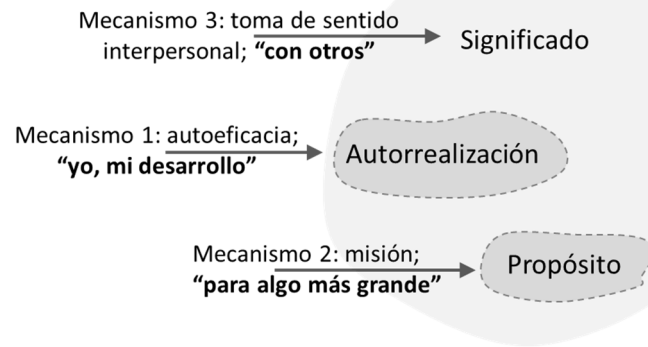 Mecanismo 3: toma de sentido
interpersonal; “con otros”
Significado
Mecanismo 1: autoeficacia;
“yo, mi desarrollo”
Autorrealización
Mecanismo 2: misión;
“para algo más grande”
Propósito